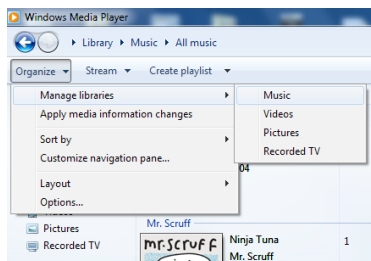 Windows Media Player
Library Music All music
Organize Stream Create playlist
Manage libraries
Apply media information changes
Sort by
Customize navigation pane...
Layout
Options...
Music
Videos
Pictures
Recorded TV
04
Pictures
Recorded TV
Mr. Scruff
mr.scruff
Ninja Tuna 1
Mr. Scruff